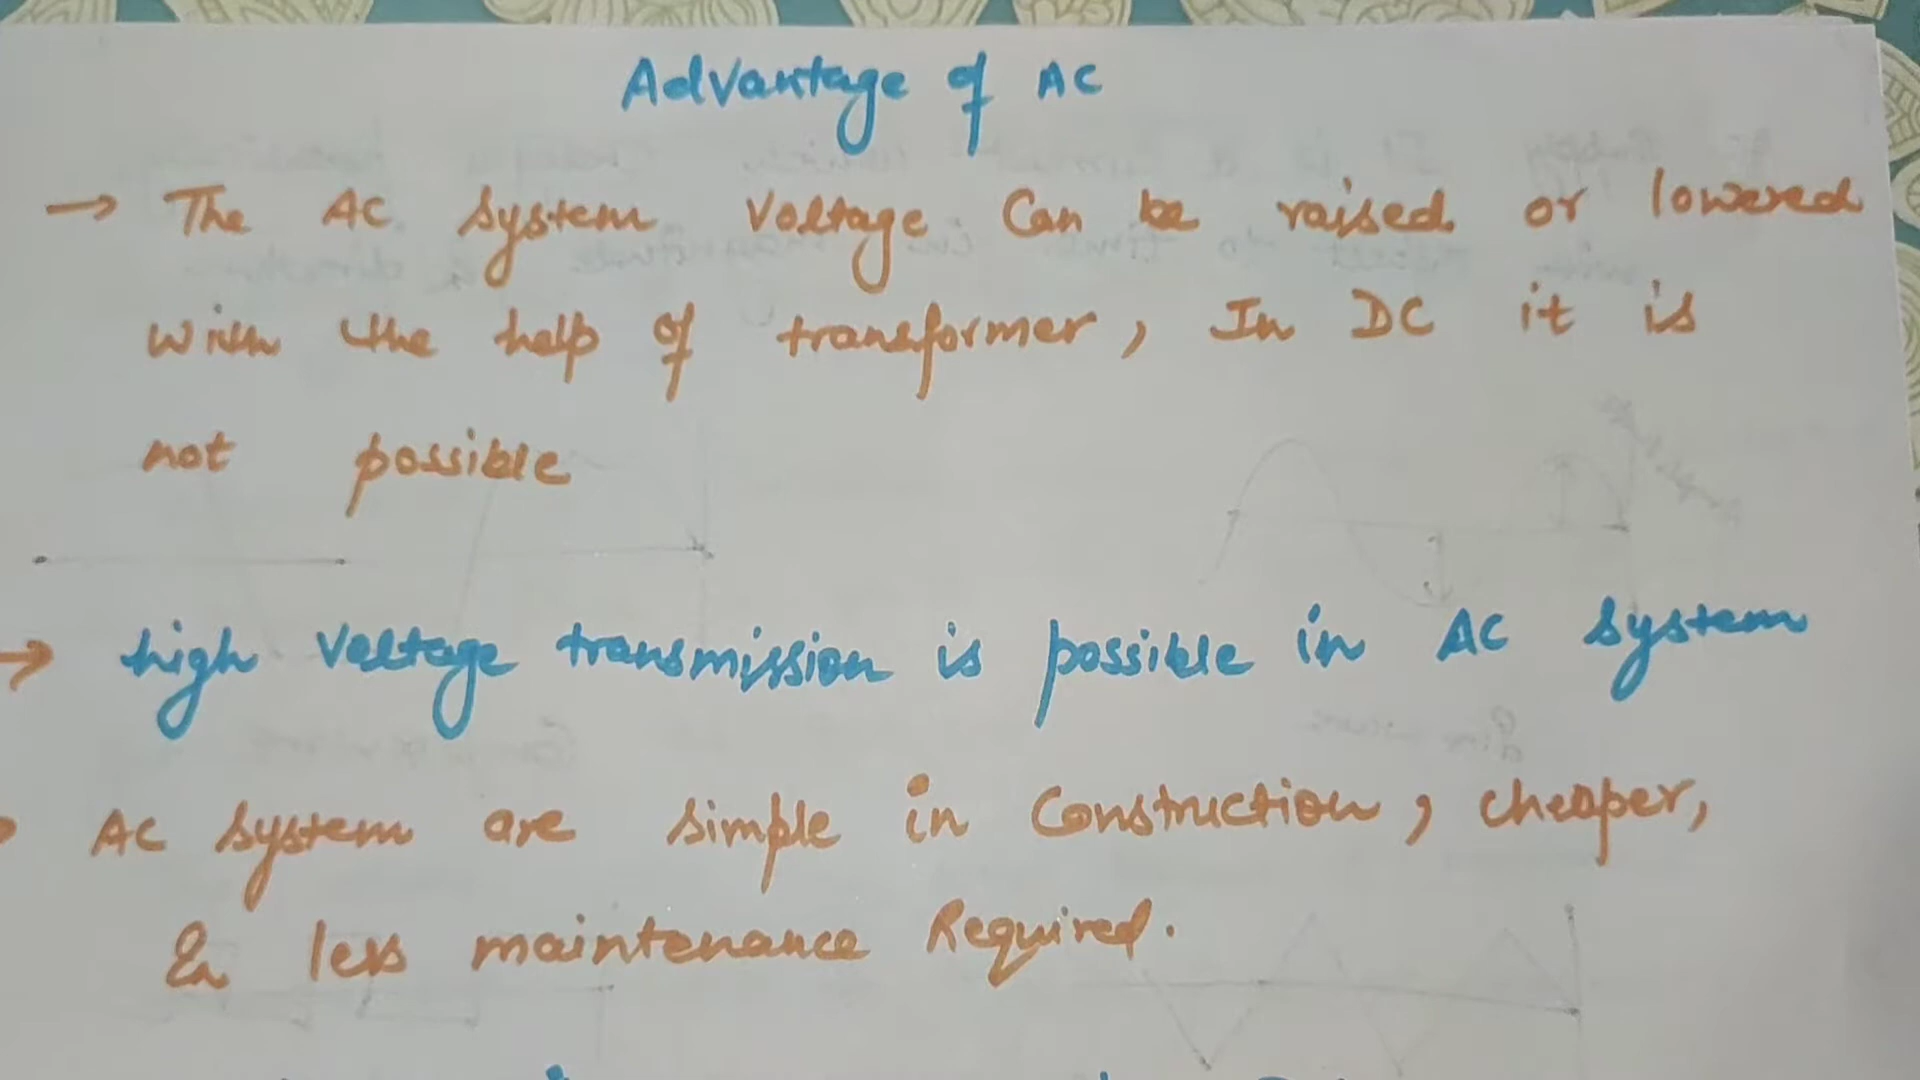 Advantage of AC
→ The AC system Voltage Can be raised or lowered
with the help of transformer, In DC it is
not possible
→ high Voltage transmission is possible in AC system
AC system are simple in Construction, cheaper,
& less maintenance Required.